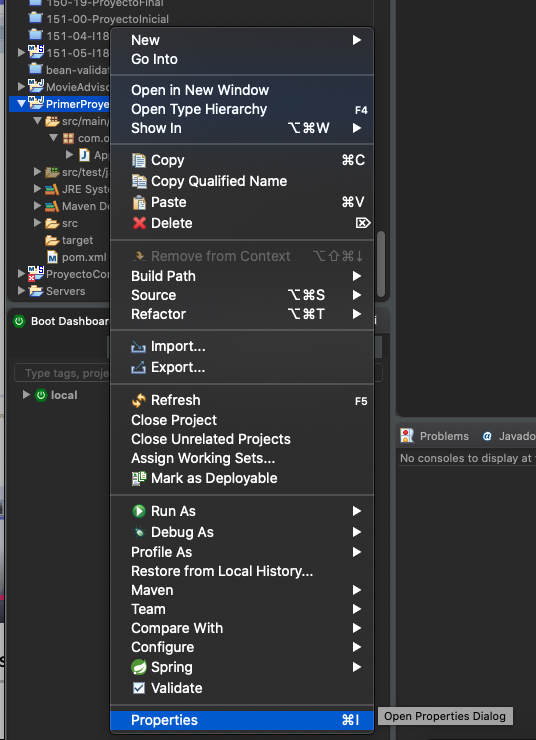 150-19-ProyectoFinal
151-00-ProyectoInicial
151-04-I18
151-05-I18
bean-valida
MovieAdviso
PrimerProye
src/main/
com.o
Ap
src/test/j
JRE Syste
Maven De
src
target
pom.xml
ProyectoCon
Servers
Boot Dashboar
Type tags, proje
local
New
Go Into
Open in New Window
Open Type Hierarchy F4
Show In ⌥⌘W
Copy ⌘C
Copy Qualified Name
Paste ⌘V
Delete ⌦
Remove from Context ⌥⇧⌘↓
Build Path
Source ⌥⌘S
Refactor ⌥⌘T
Import...
Export...
Refresh F5
Close Project
Close Unrelated Projects
Assign Working Sets...
Mark as Deployable
Run As
Debug As
Profile As
Restore from Local History...
Maven
Team
Compare With
Configure
Spring
Validate
Properties ⌘I
Open Properties Dialog
Problems @ Javado
No consoles to display at